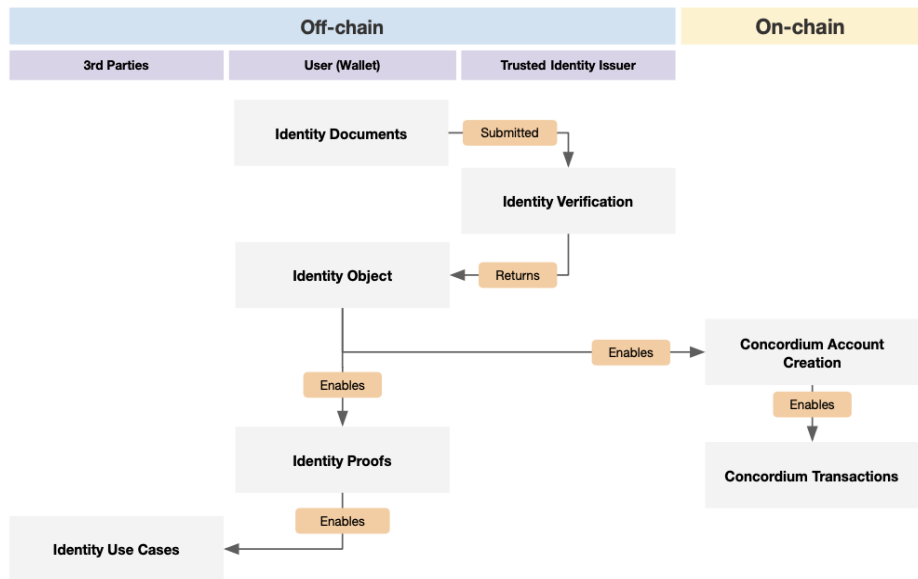 Off-chain
On-chain
3rd Parties
User (Wallet)
Trusted Identity Issuer
Identity Documents
Submitted
Identity Verification
Identity Object
Returns
Enables
Concordium Account
Creation
Enables
Enables
Identity Proofs
Concordium Transactions
Enables
Identity Use Cases